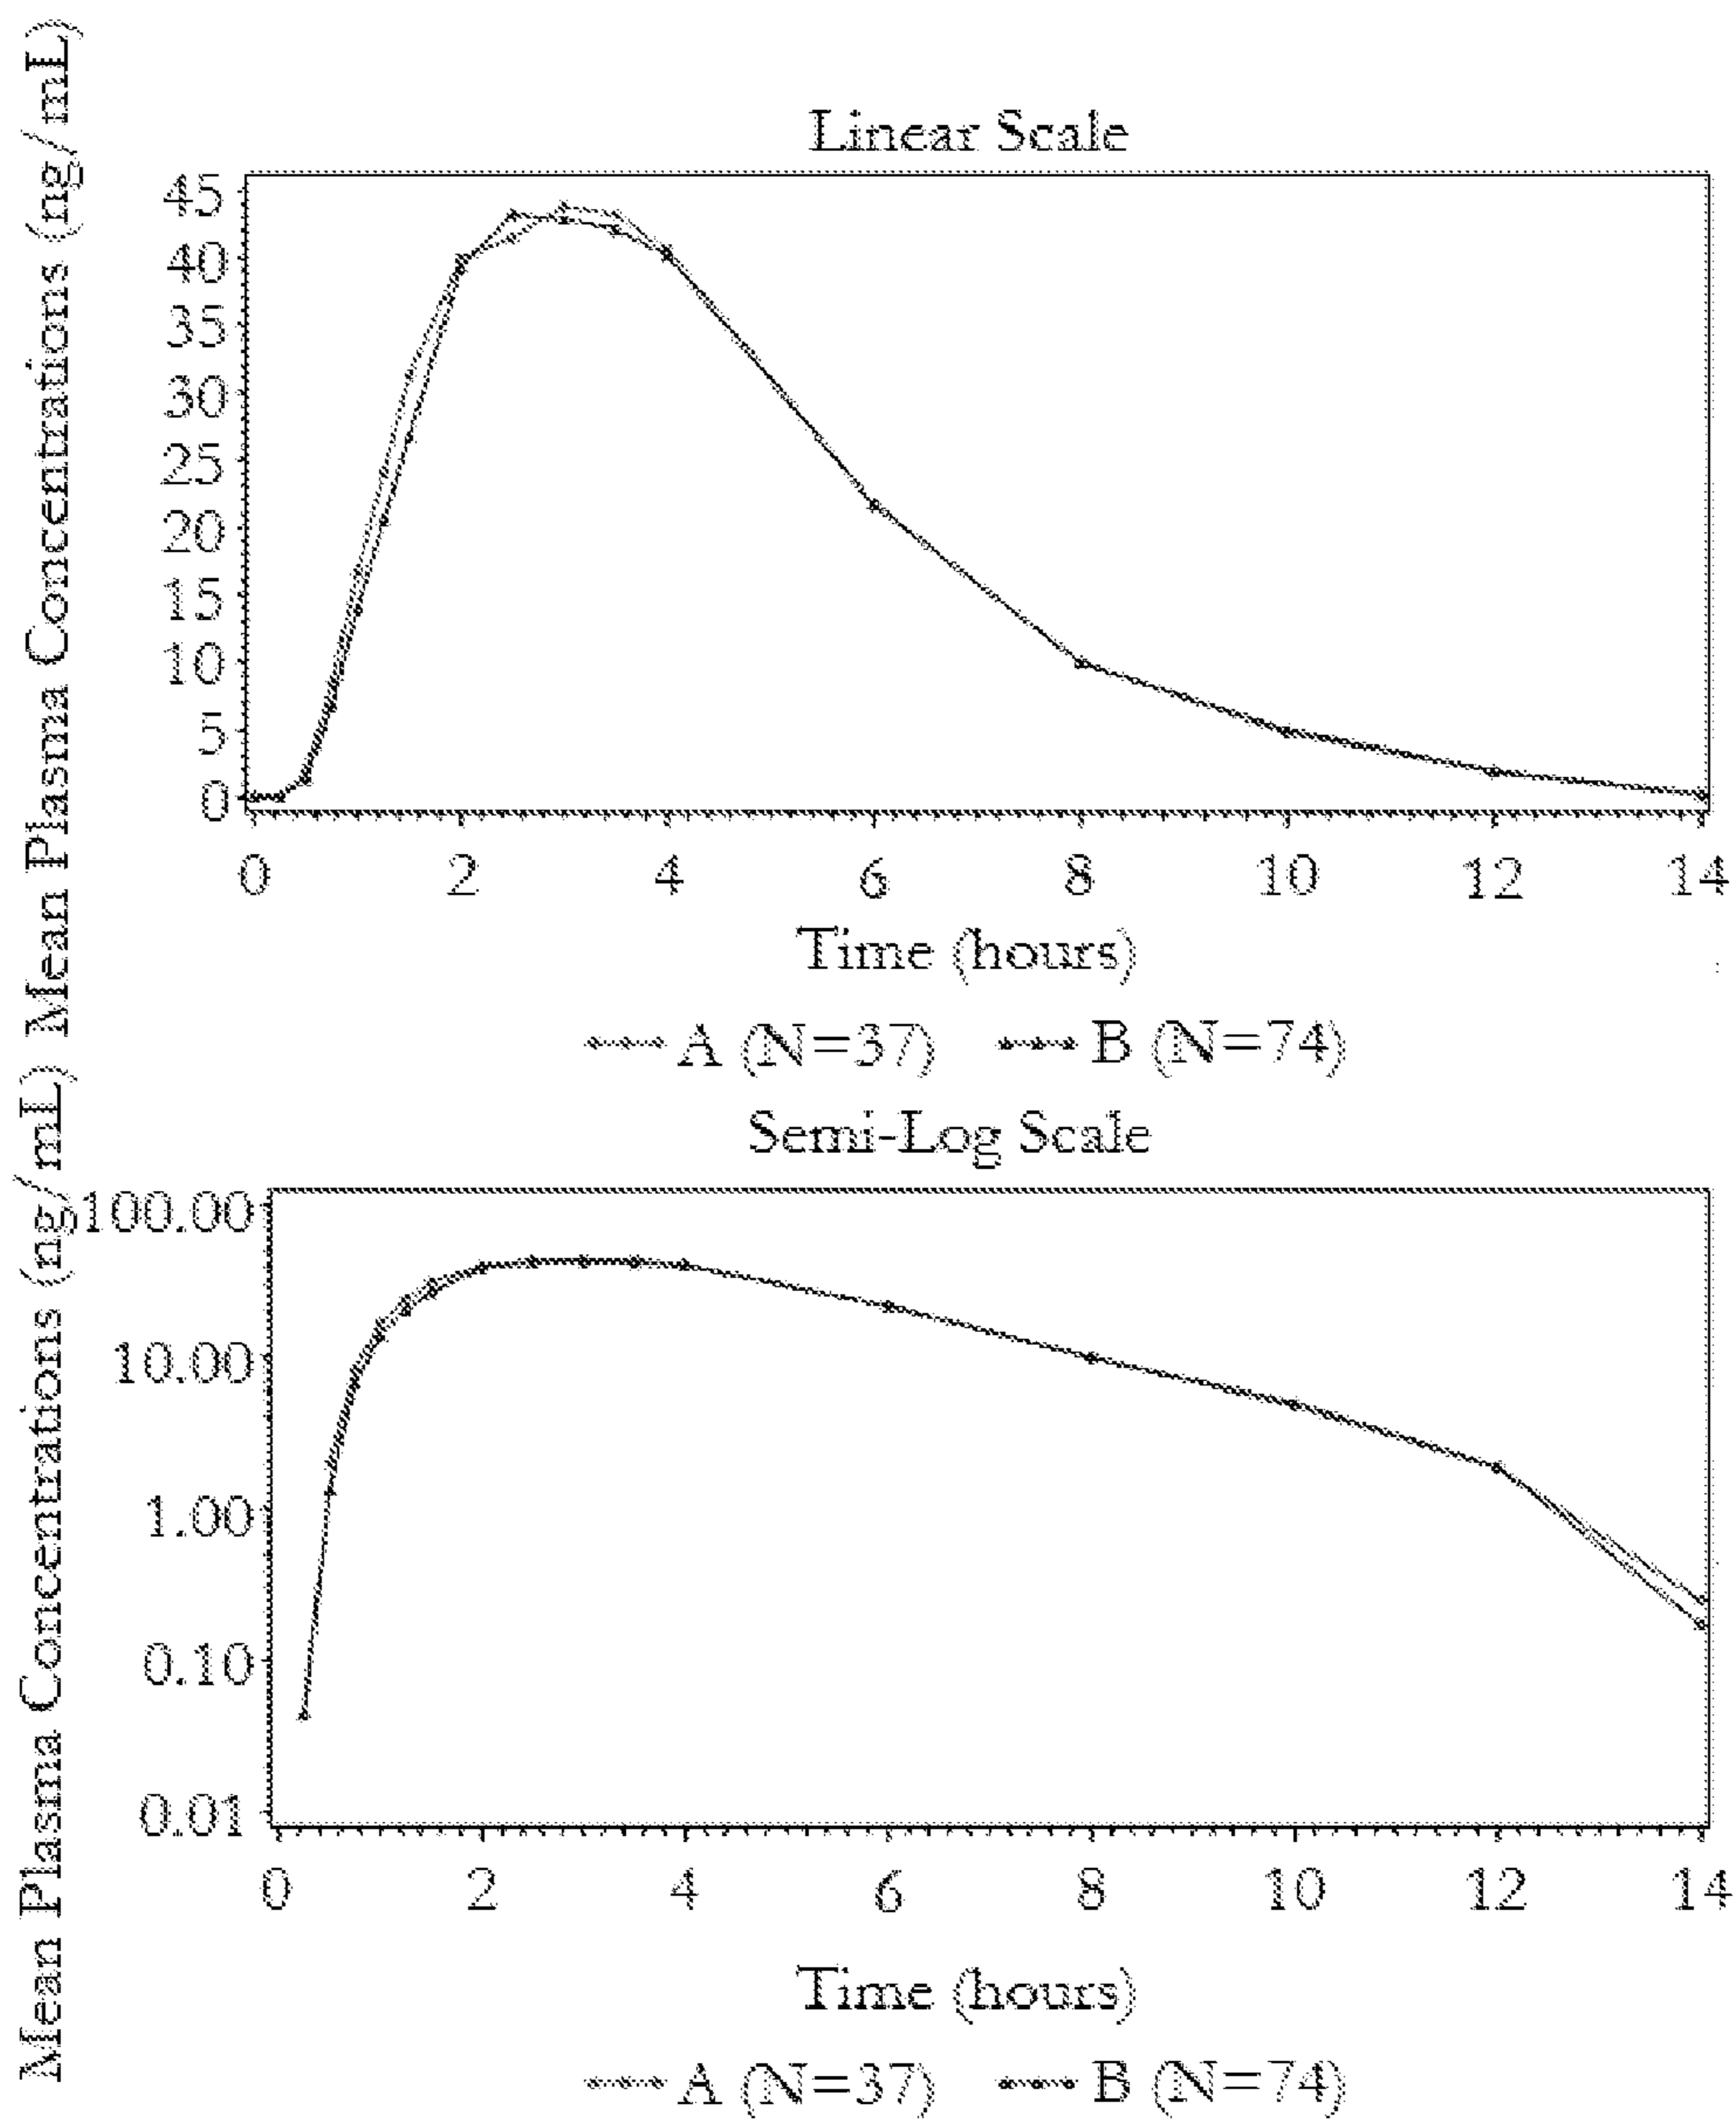 Linear Scale
Mean Plasma Concentrations (ng/mL)
45
40
35
30
25
20
15
10
5
0
0 2 4 6 8 10 12 14
Time (hours)
A (N=37) B (N=74)
Semi-Log Scale
Mean Plasma Concentrations (ng/mL)
100.00
10.00
1.00
0.10
0.01
0 2 4 6 8 10 12 14
Time (hours)
A (N=37) B (N=74)